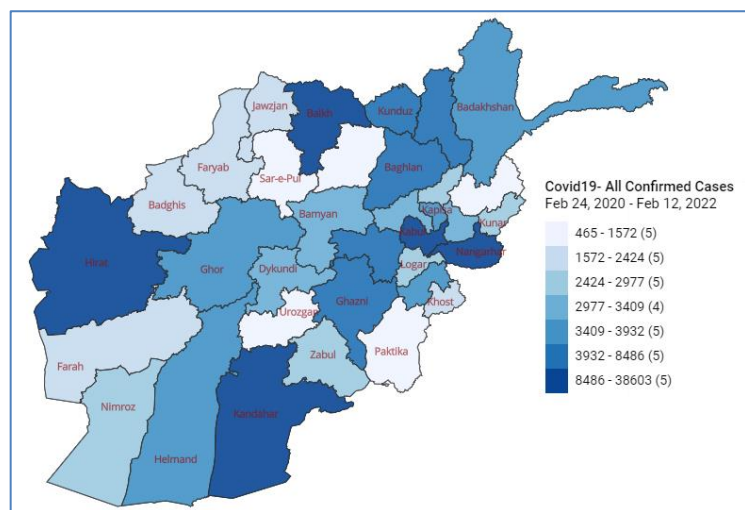 Jawzjan
Balkh
Kunduz
Badakhshan
Faryab
Sar-e-Pul
Baghlan
Badghis
Bamyan
Kapisa
Kunar
Hirat
Ghor
Dykundi
Kabul
Nangarhar
Logar
Urozgan
Ghazni
Khost
Farah
Zabul
Paktika
Nimroz
Kandahar
Helmand
Covid19- All Confirmed Cases
Feb 24, 2020 - Feb 12, 2022
465 - 1572 (5)
1572 - 2424 (5)
2424 - 2977 (5)
2977 - 3409 (4)
3409 - 3932 (5)
3932 - 8486 (5)
8486 - 38603 (5)